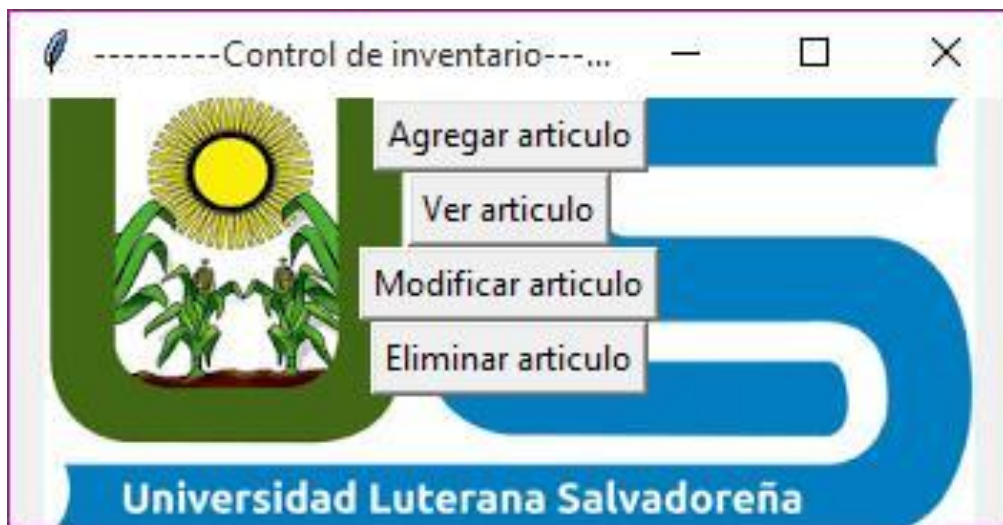 ---------Control de inventario---...
Agregar articulo
Ver articulo
Modificar articulo
Eliminar articulo
Universidad Luterana Salvadoreña